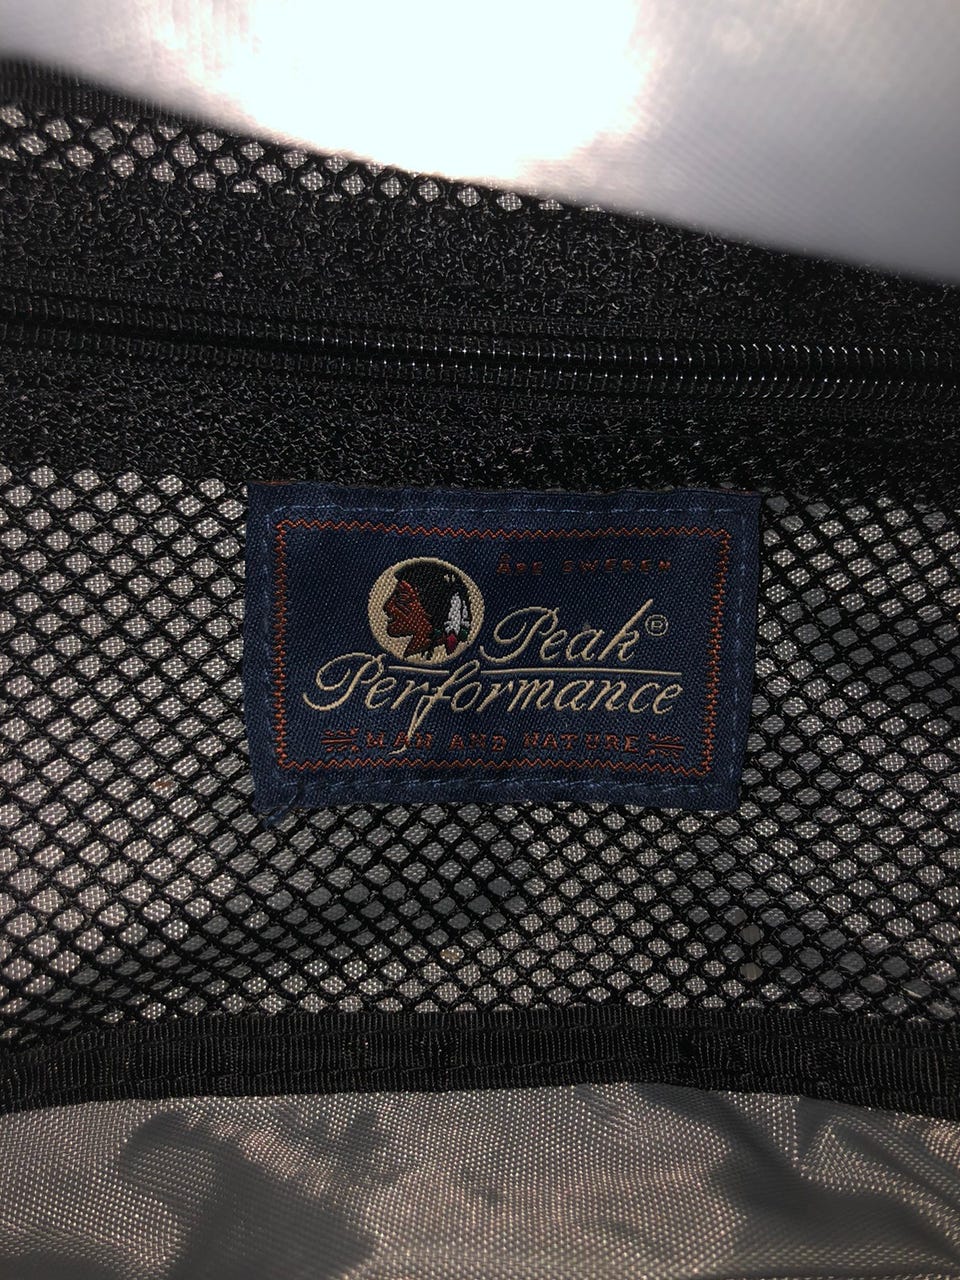 ÅRE SWEDEN
Peak®
Performance
MAN AND NATURE